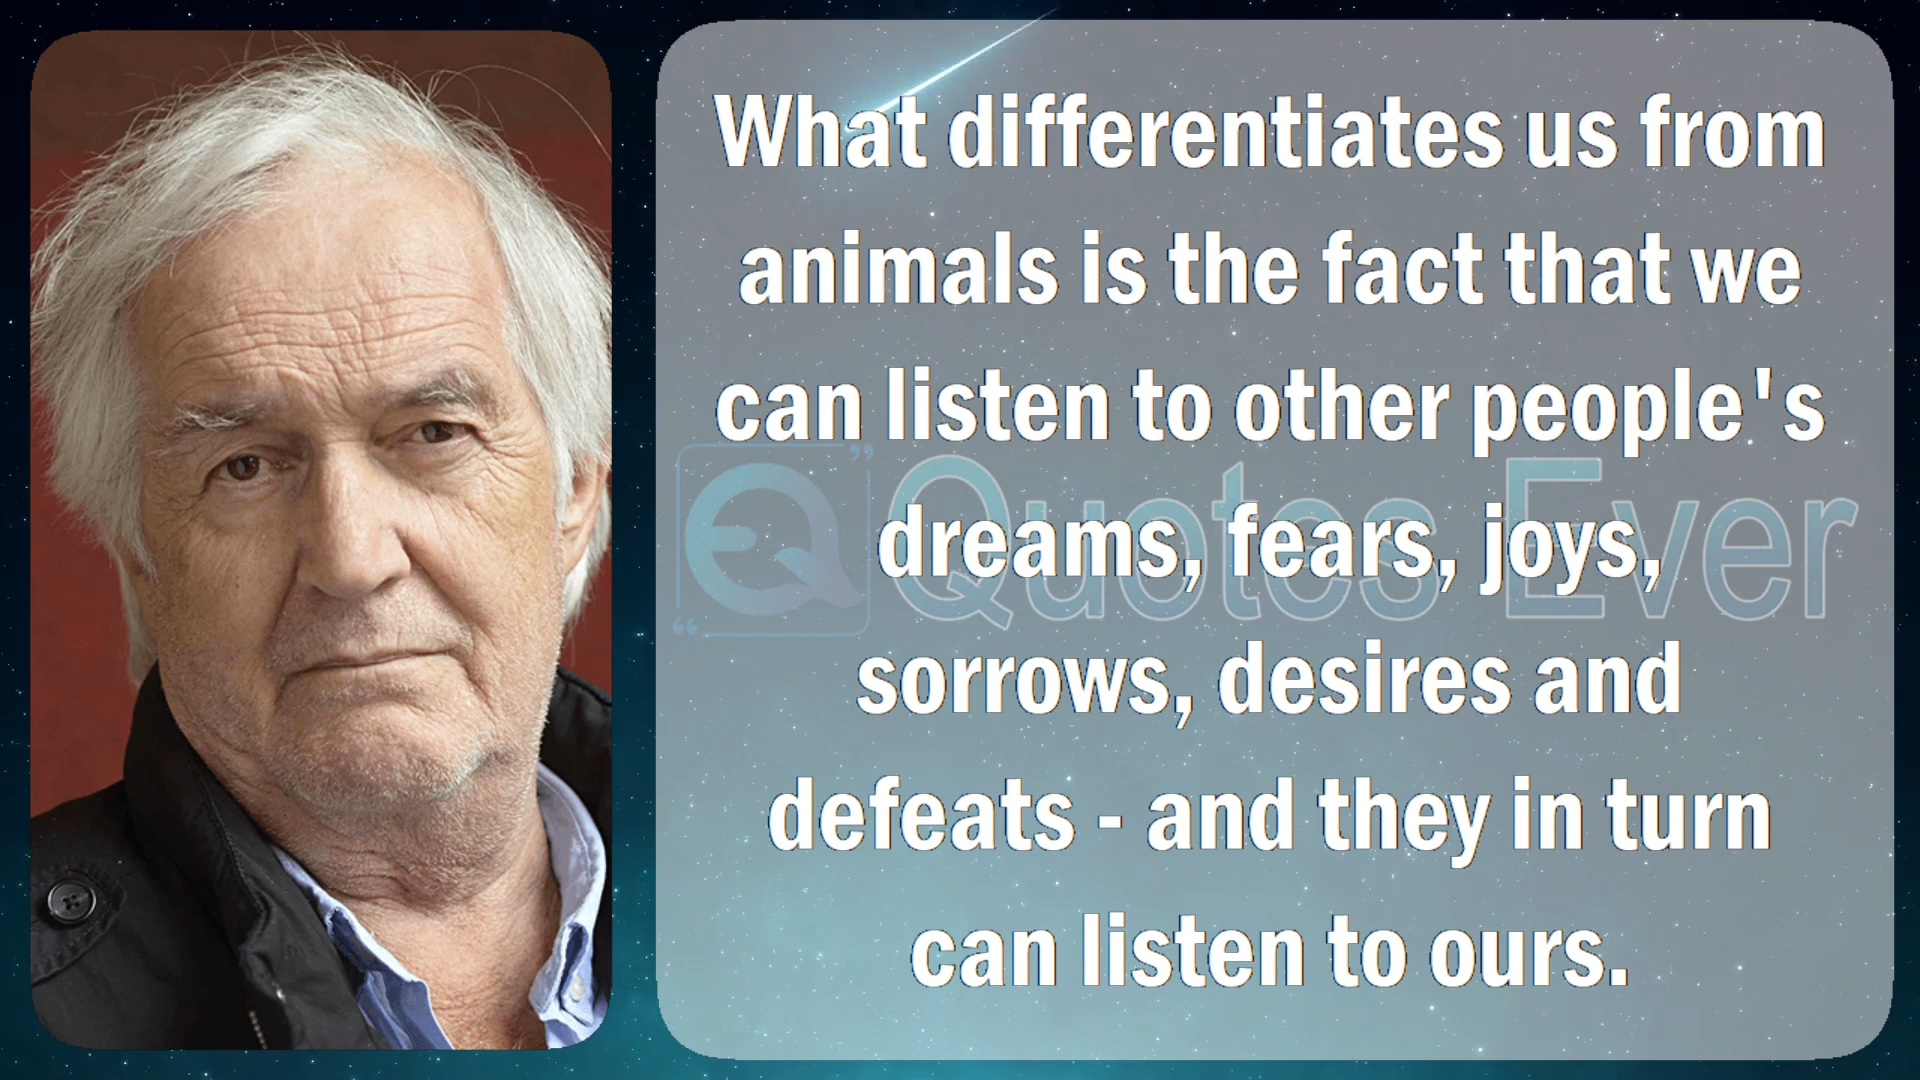 What differentiates us from
animals is the fact that we
can listen to other people's
dreams, fears, joys,
sorrows, desires and
defeats - and they in turn
can listen to ours.
EQ Quotes Ever